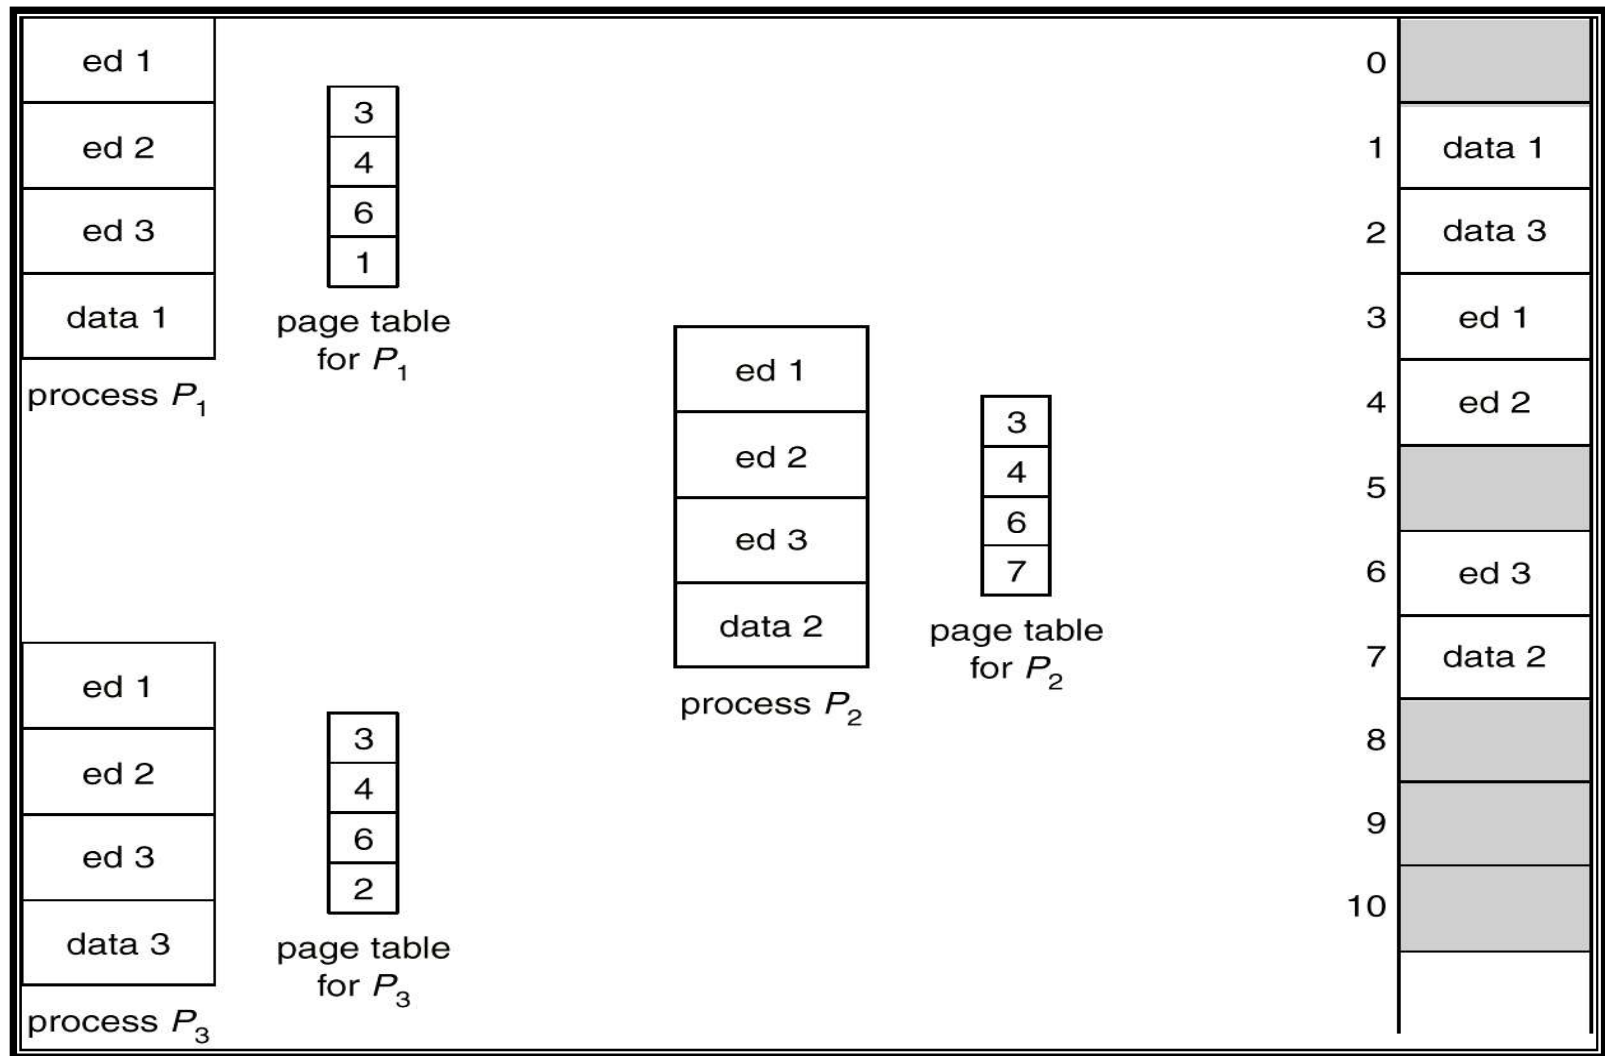 ed 1
ed 2
ed 3
data 1
process P1
3
4
6
1
page table
for P1
ed 1
ed 2
ed 3
data 2
process P2
3
4
6
7
page table
for P2
ed 1
ed 2
ed 3
data 3
process P3
3
4
6
2
page table
for P3
0
1 data 1
2 data 3
3 ed 1
4 ed 2
5
6 ed 3
7 data 2
8
9
10